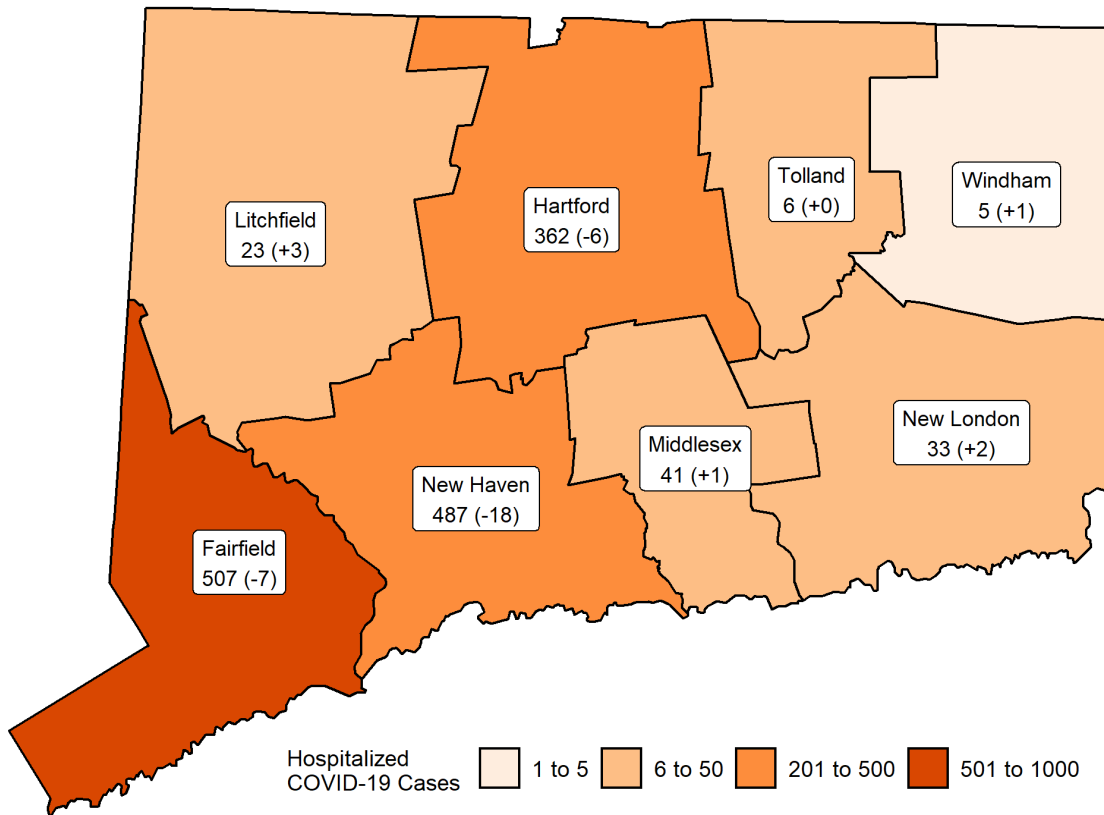 Litchfield
23 (+3)
Hartford
362 (-6)
Tolland
6 (+0)
Windham
5 (+1)
Fairfield
507 (-7)
New Haven
487 (-18)
Middlesex
41 (+1)
New London
33 (+2)
Hospitalized
COVID-19 Cases
1 to 5
6 to 50
201 to 500
501 to 1000